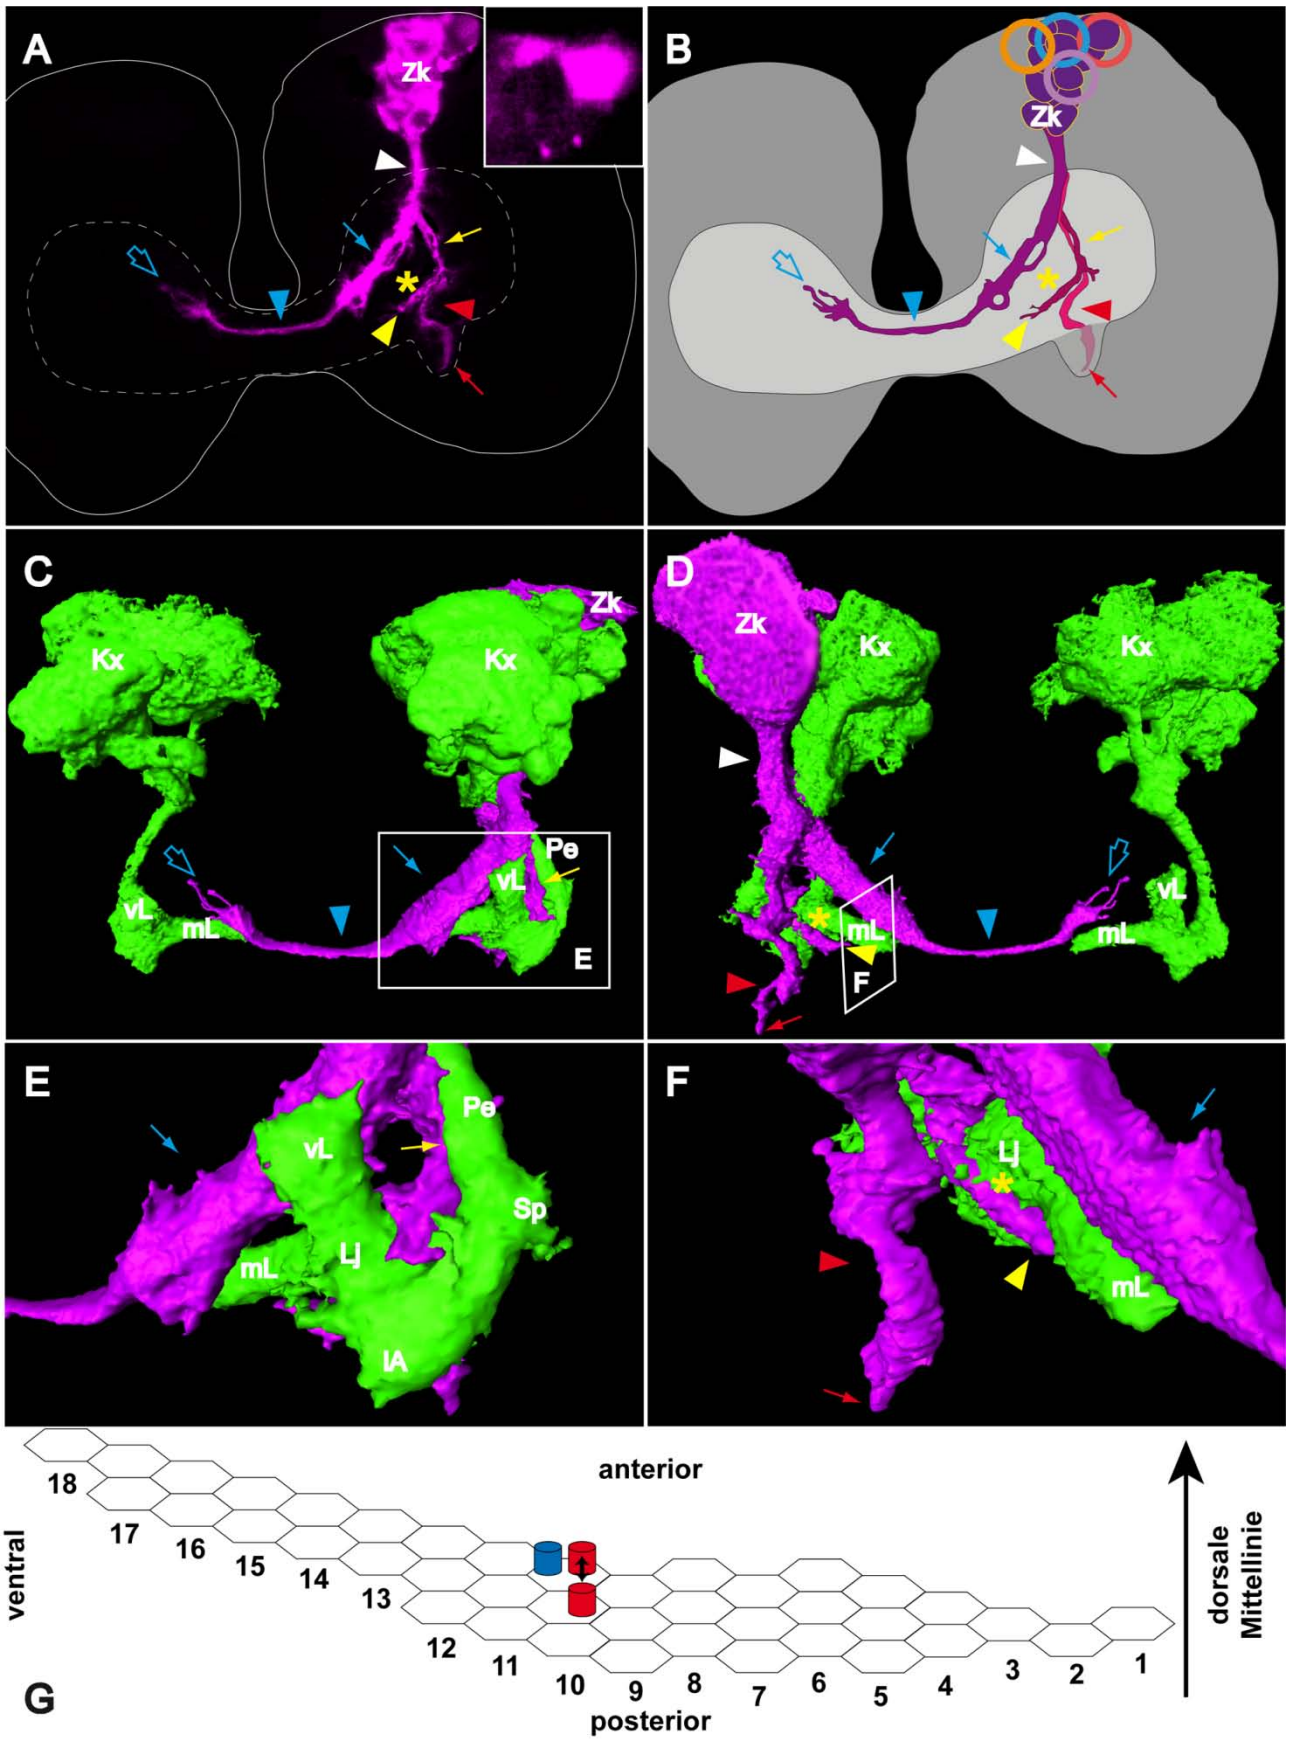 A
Zk
B
Zk
C
Zk
Kx
Kx
Pe
vL
vL
mL
E
D
Zk
Kx
Kx
vL
mL
mL
F
E
Pe
vL
Sp
Lj
mL
lA
F
Lj
mL
anterior
18
17
16
15
14
13
12
11
10
9
8
7
6
5
4
3
2
1
ventral
dorsale
Mittellinie
G
posterior